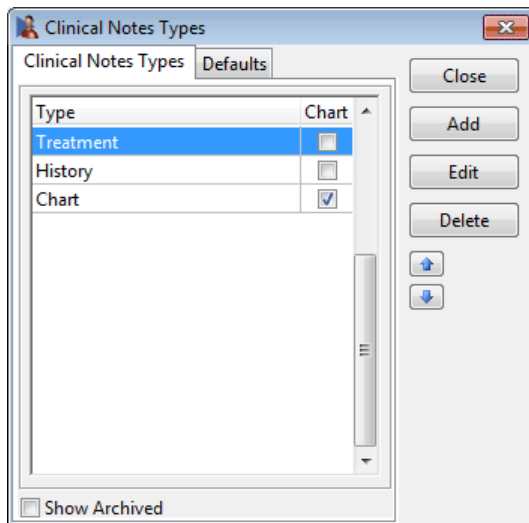 Clinical Notes Types
Clinical Notes Types Defaults
Close
Type Chart
Add
Treatment
History
Edit
Chart
Delete
Show Archived